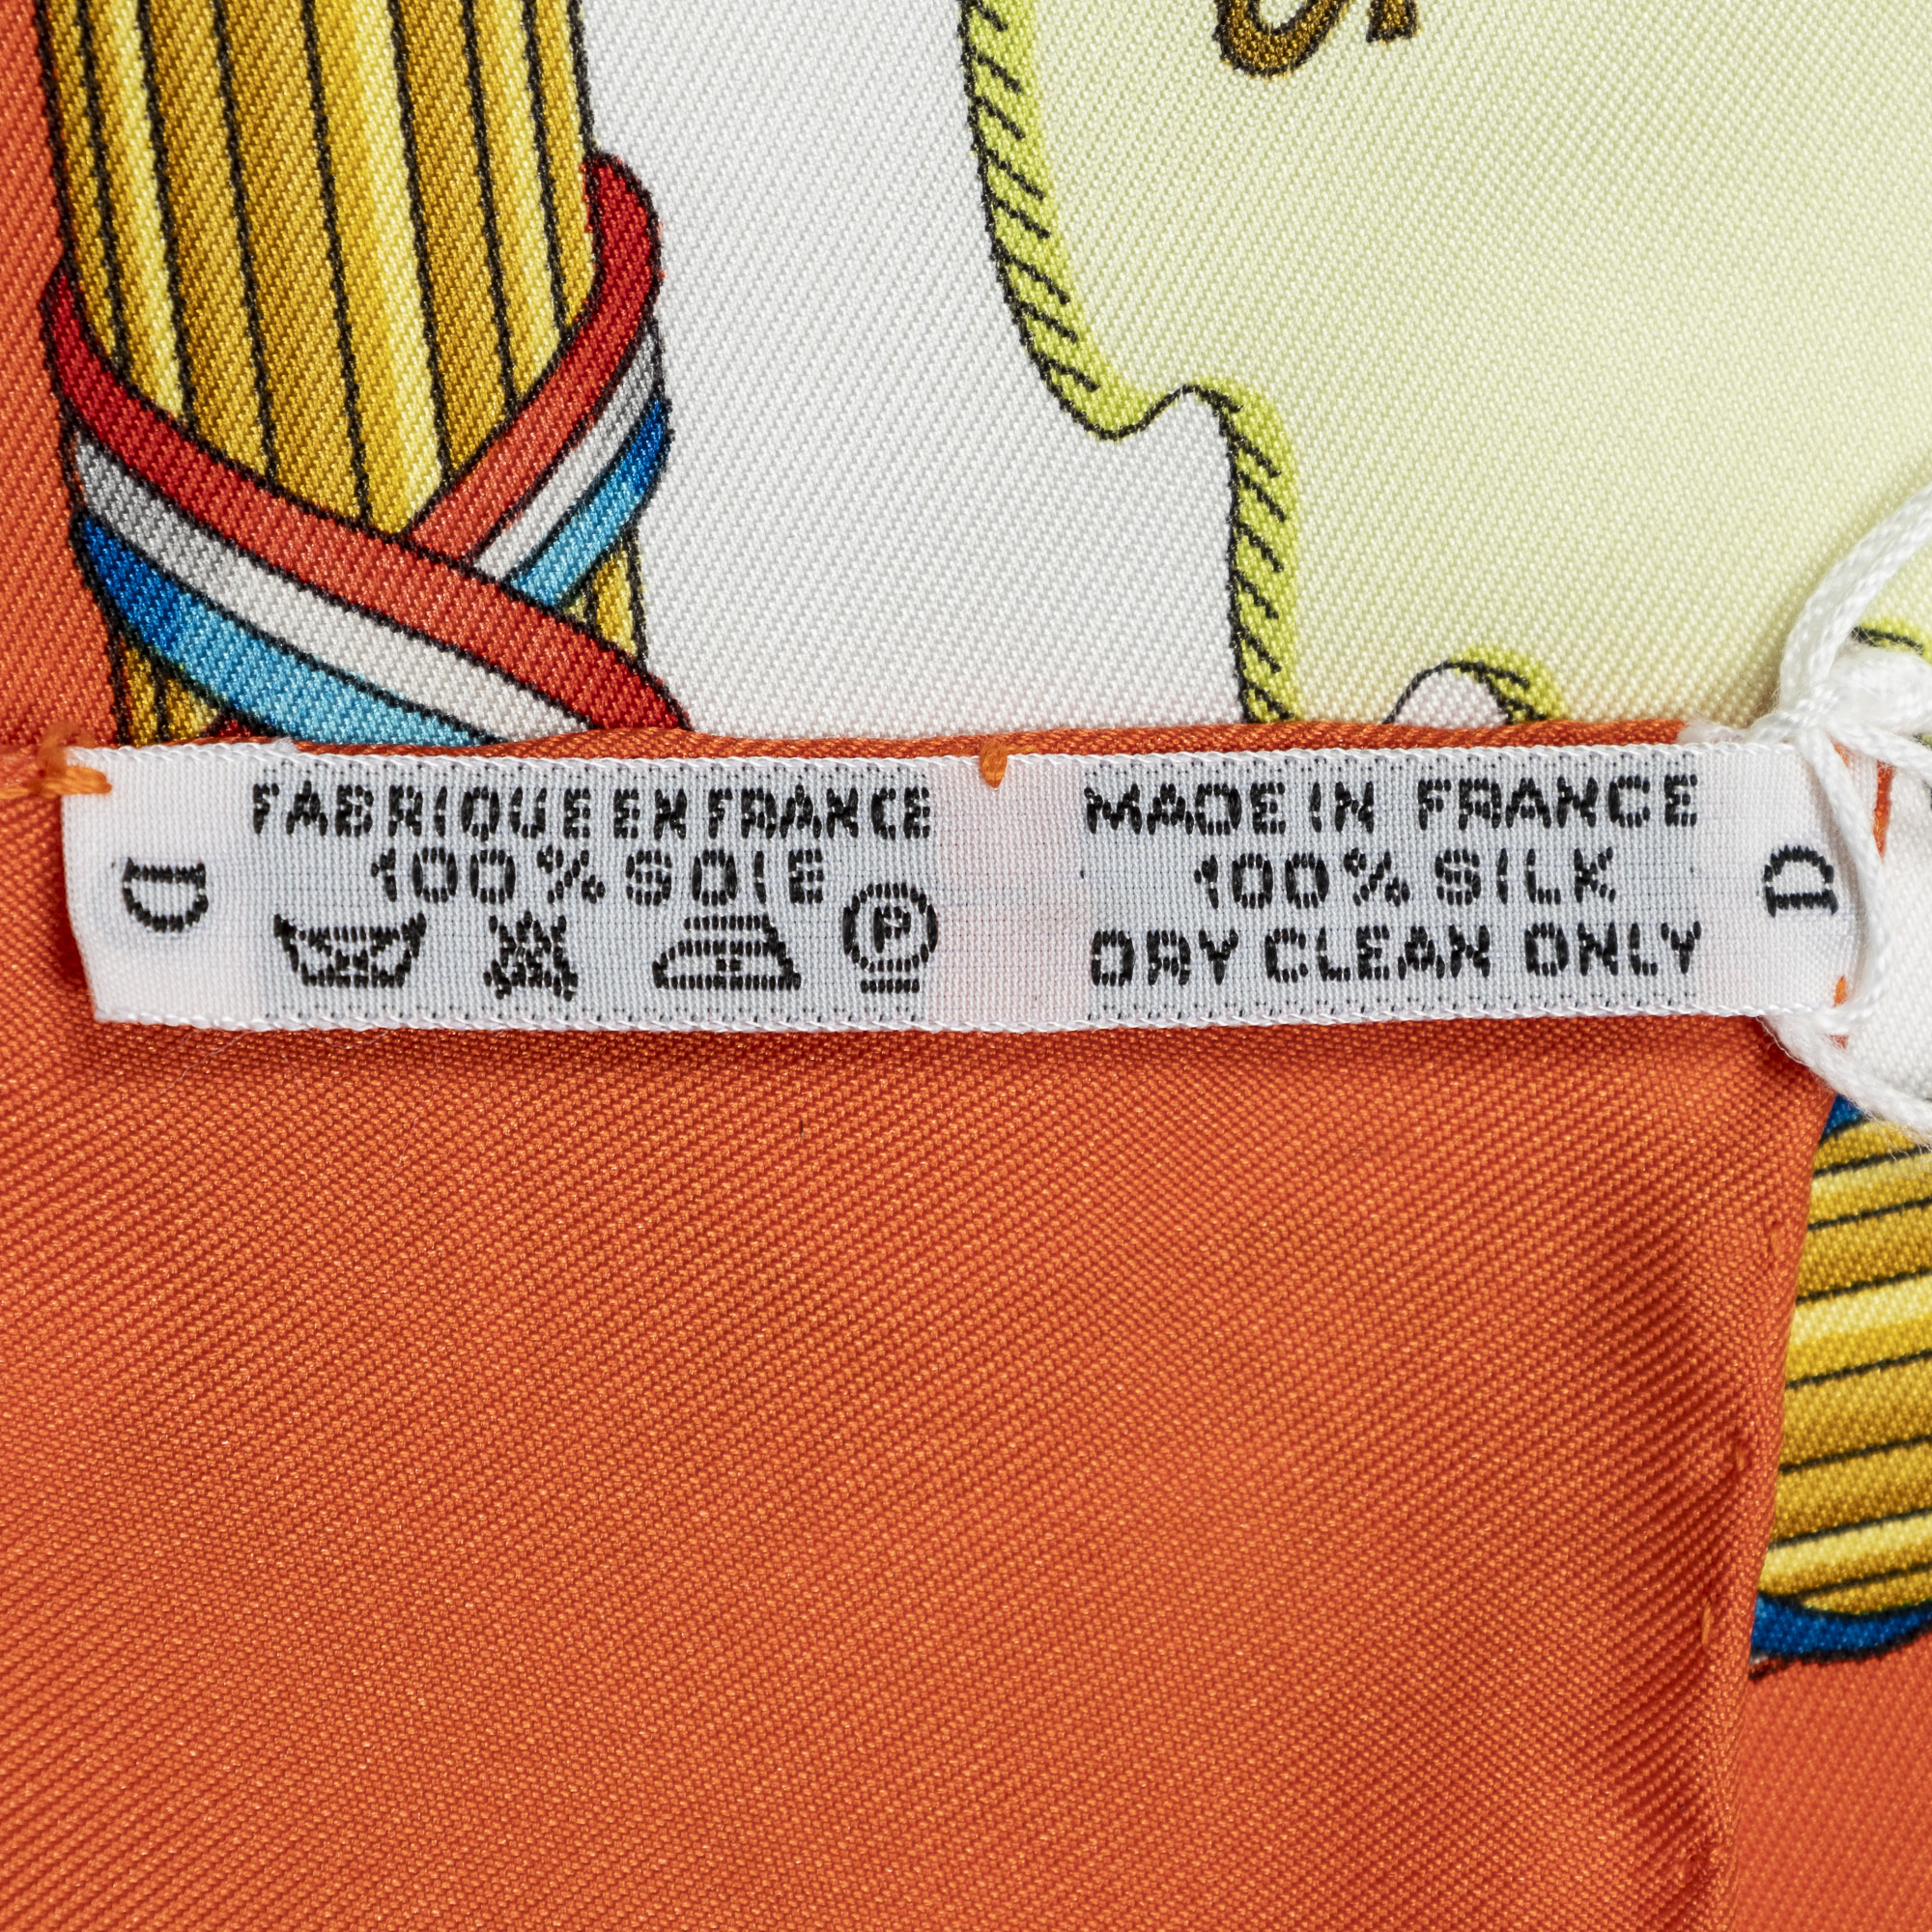 D
FABRIQUE EN FRANCE
100% SOIE
P
MADE IN FRANCE
100% SILK
DRY CLEAN ONLY
D